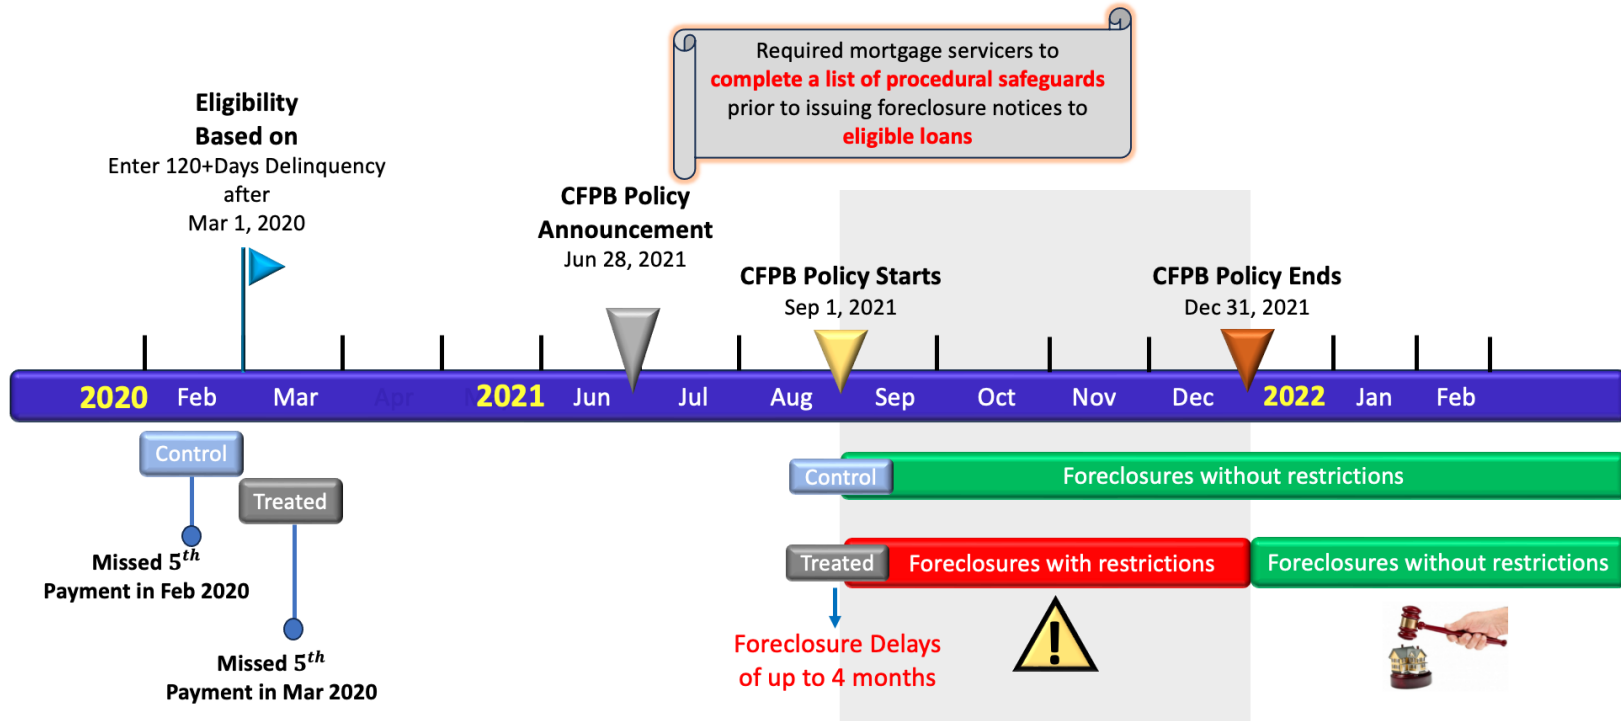 Required mortgage servicers to
complete a list of procedural safeguards
prior to issuing foreclosure notices to
eligible loans
Eligibility
Based on
Enter 120+Days Delinquency
after
Mar 1, 2020
CFPB Policy
Announcement
Jun 28, 2021
CFPB Policy Starts
Sep 1, 2021
CFPB Policy Ends
Dec 31, 2021
2020 Feb Mar Apr 2021 Jun Jul Aug Sep Oct Nov Dec 2022 Jan Feb
Control
Treated
Missed 5th
Payment in Feb 2020
Missed 5th
Payment in Mar 2020
Control Foreclosures without restrictions
Treated Foreclosures with restrictions Foreclosures without restrictions
Foreclosure Delays
of up to 4 months